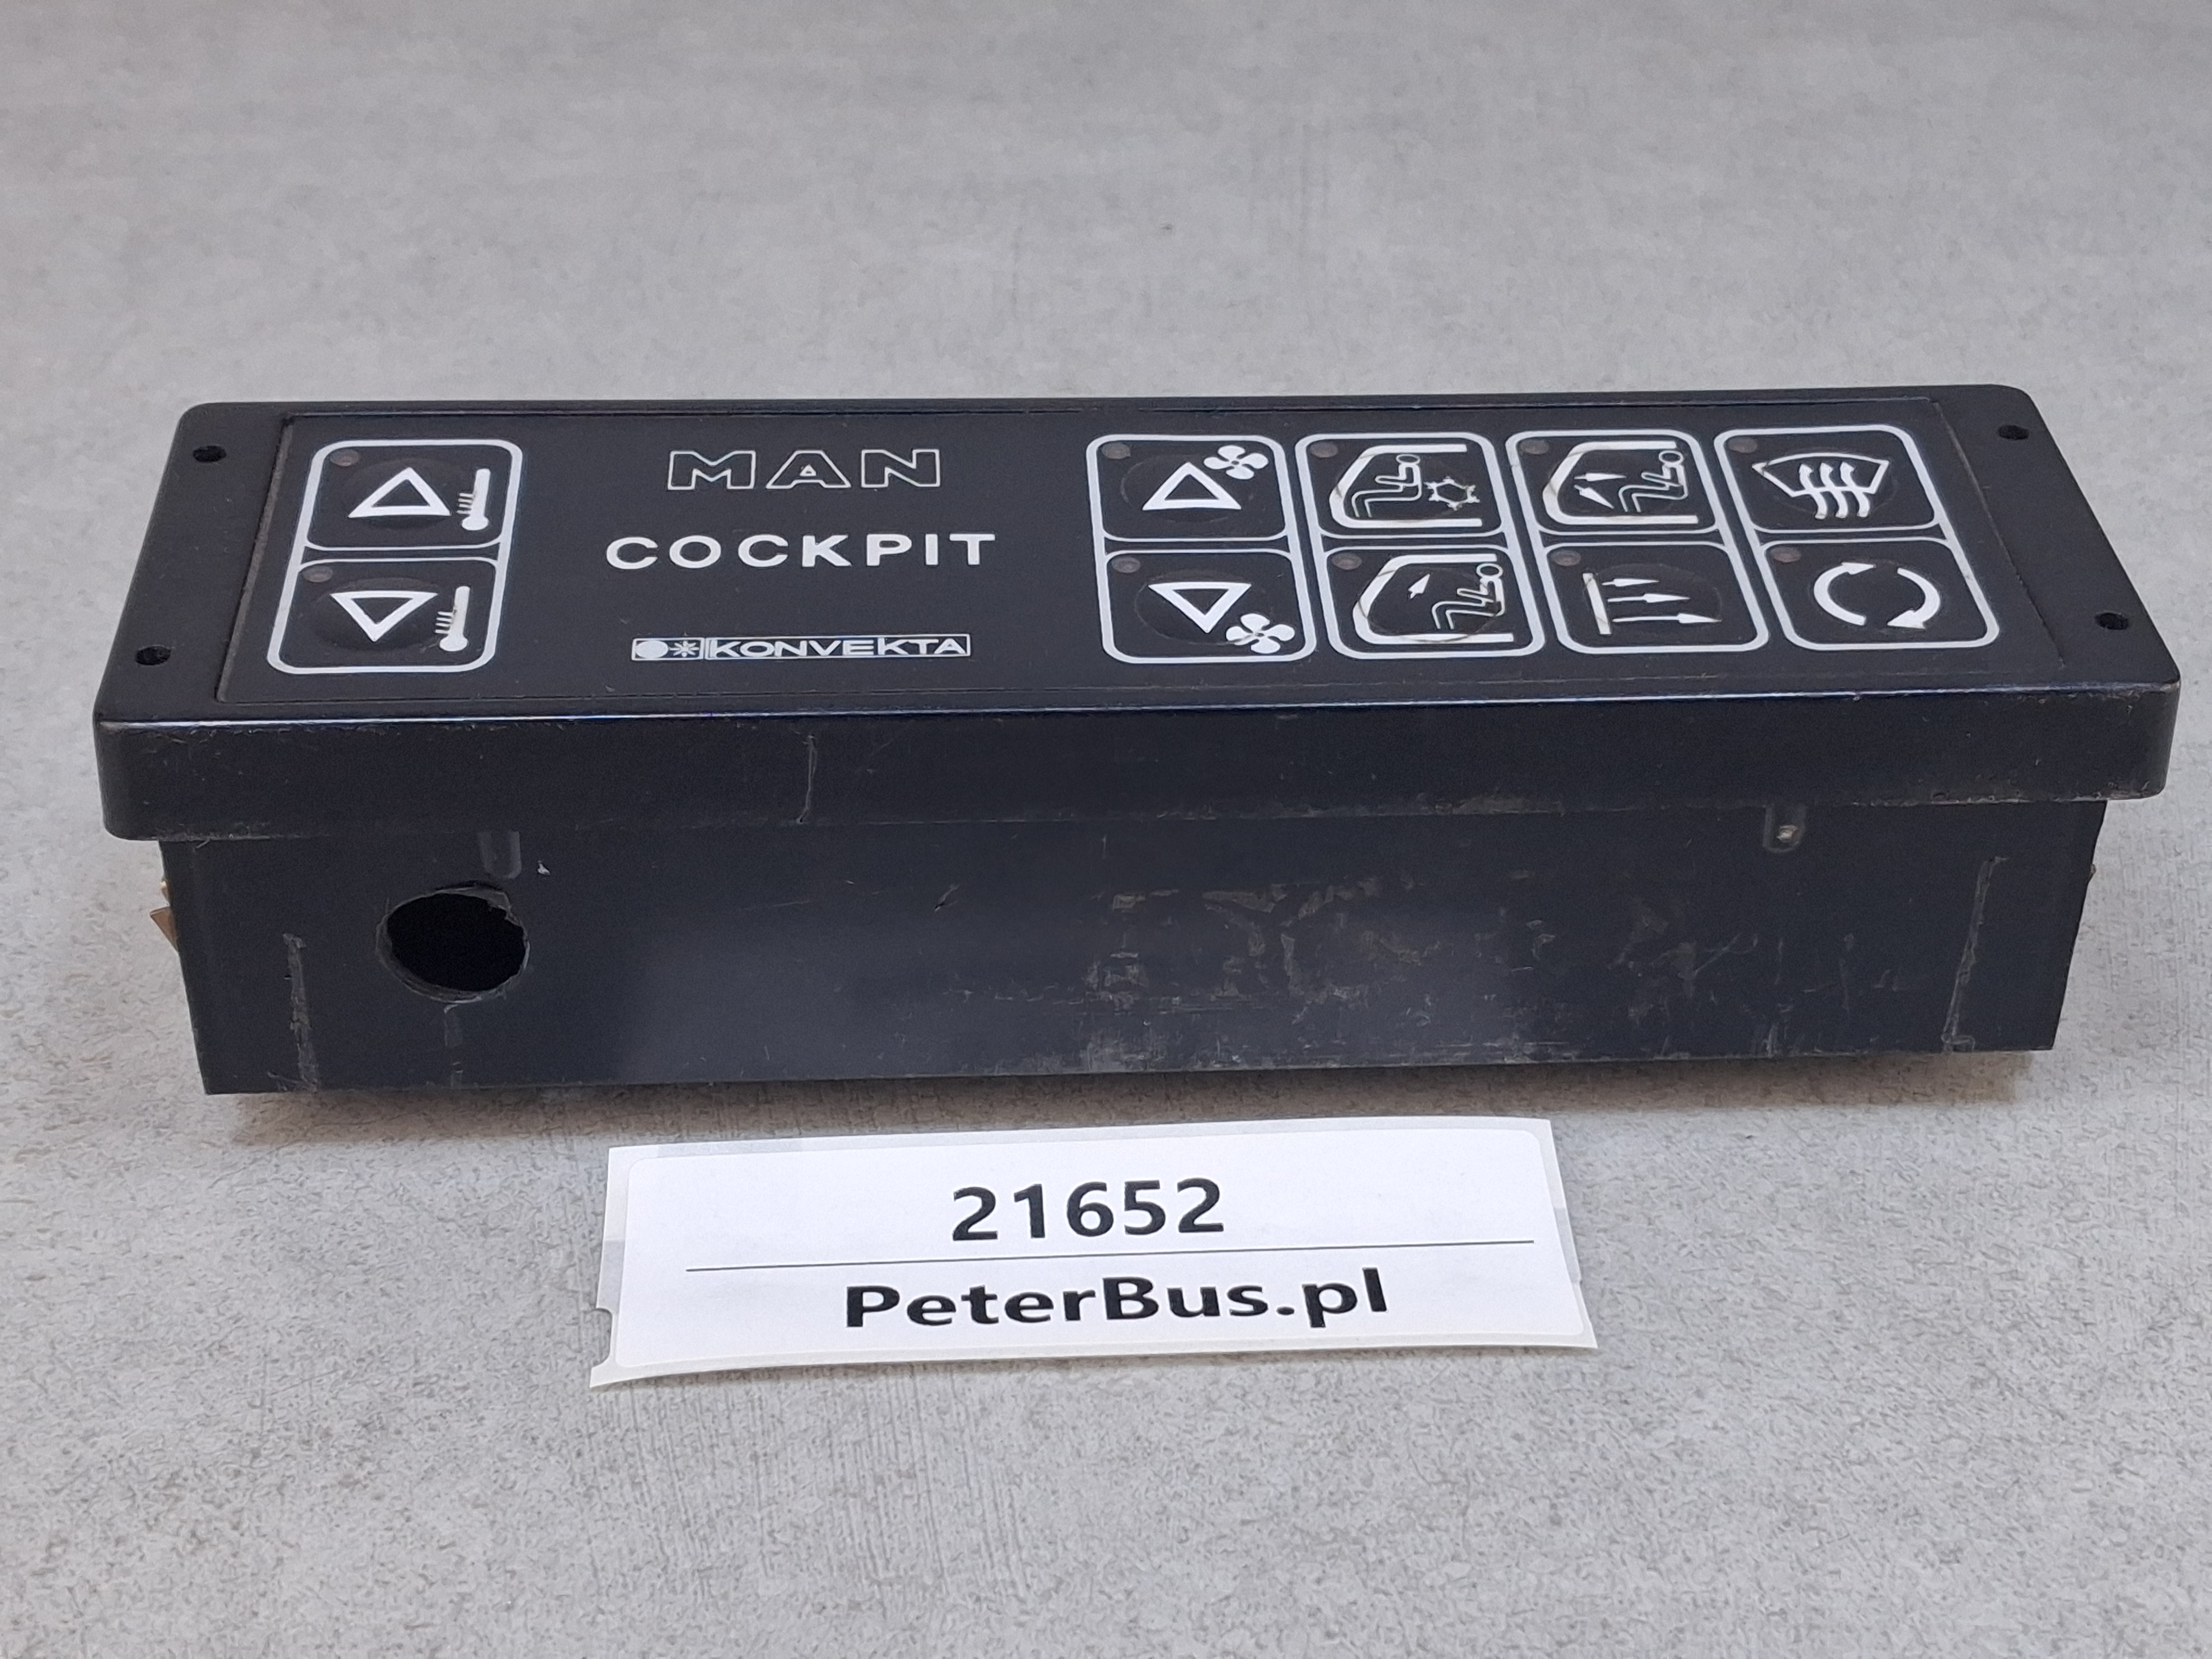 MAN
COCKPIT
KONVEKTA
21652
PeterBus.pl